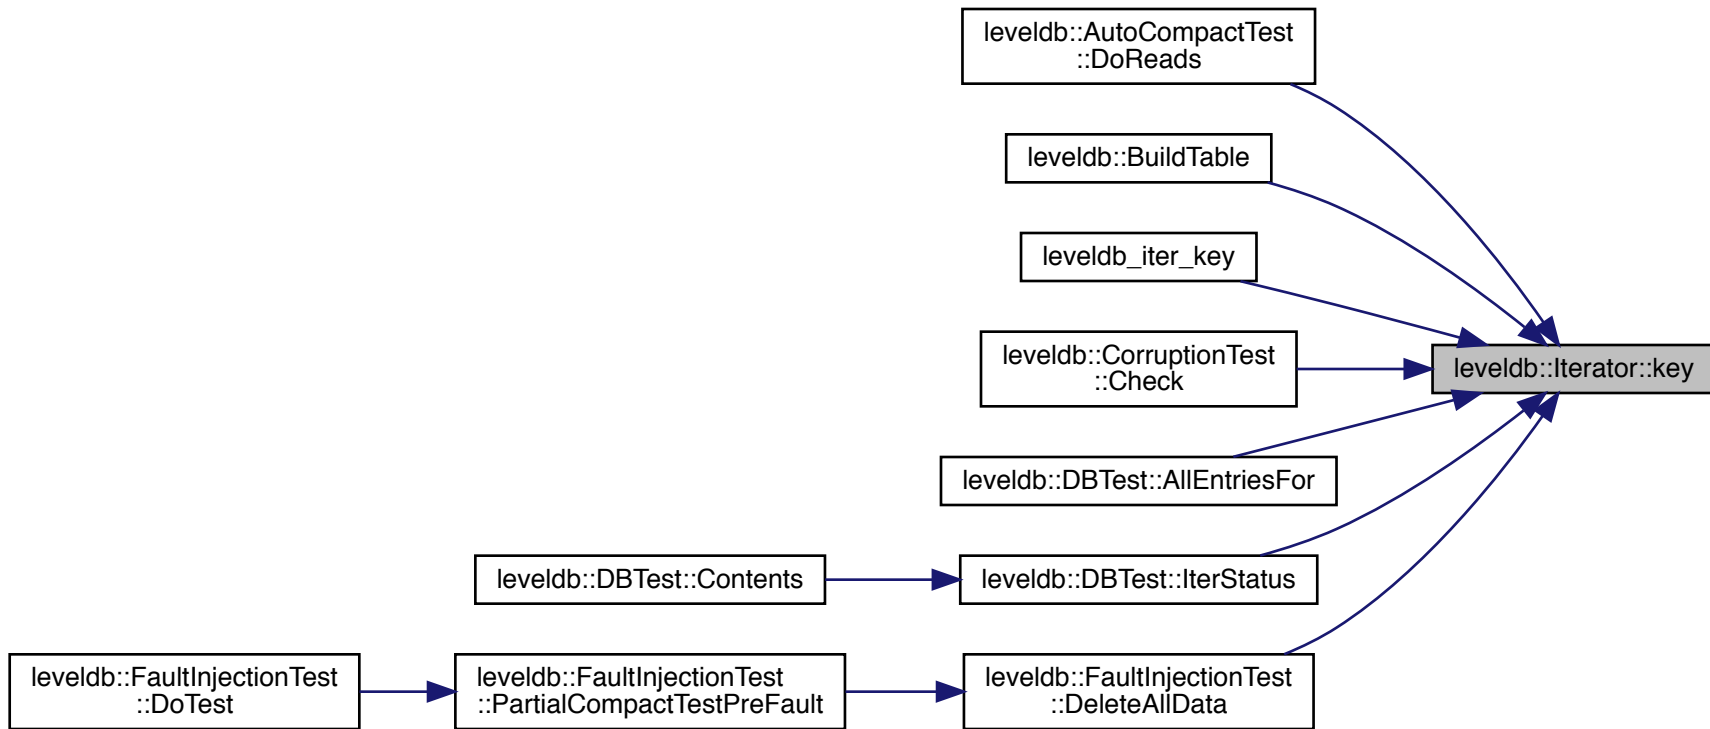 leveldb::AutoCompactTest
::DoReads
leveldb::BuildTable
leveldb_iter_key
leveldb::CorruptionTest
::Check
leveldb::Iterator::key
leveldb::DBTest::AllEntriesFor
leveldb::DBTest::Contents
leveldb::DBTest::IterStatus
leveldb::FaultInjectionTest
::DoTest
leveldb::FaultInjectionTest
::PartialCompactTestPreFault
leveldb::FaultInjectionTest
::DeleteAllData